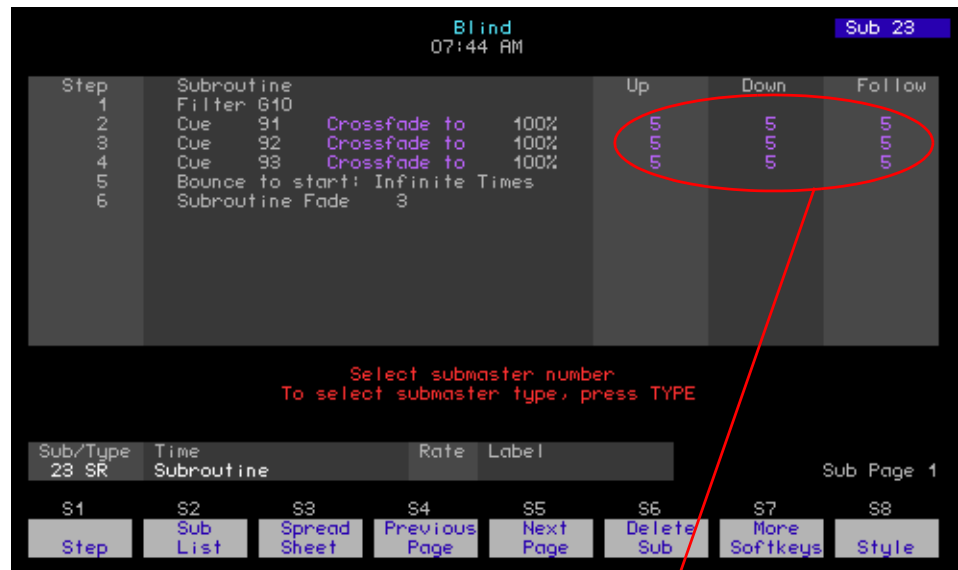 Blind
Sub 23
07:44 AM
Step Subroutine Up Down Follow
1 Filter G10
2 Cue 91 Crossfade to 100% 5 5 5
3 Cue 92 Crossfade to 100% 5 5 5
4 Cue 93 Crossfade to 100% 5 5 5
5 Bounce to start: Infinite Times
6 Subroutine Fade 3
Select submaster number
To select submaster type, press TYPE
Sub/Type Time Rate Label
23 SR Subroutine Sub Page 1
S1 S2 S3 S4 S5 S6 S7 S8
Sub Spread Previous Next Delete More
Step List Sheet Page Page Sub Softkeys Style